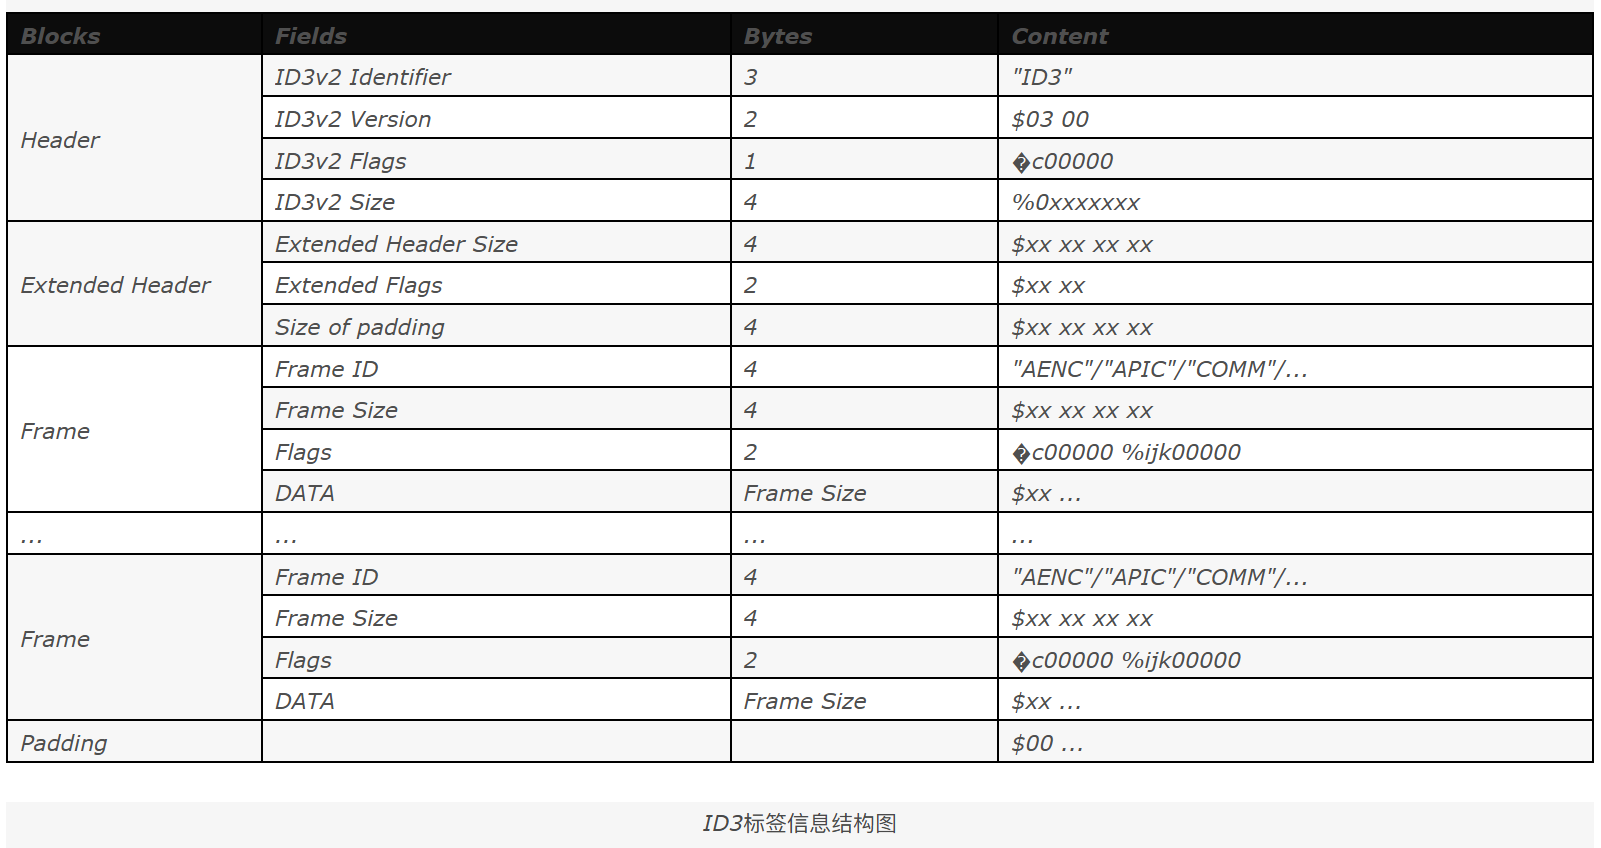 Blocks Fields Bytes Content
Header ID3v2 Identifier 3 "ID3"
ID3v2 Version 2 $03 00
ID3v2 Flags 1 �c00000
ID3v2 Size 4 %0xxxxxxx
Extended Header Extended Header Size 4 $xx xx xx xx
Extended Flags 2 $xx xx
Size of padding 4 $xx xx xx xx
Frame Frame ID 4 "AENC"/"APIC"/"COMM"/...
Frame Size 4 $xx xx xx xx
Flags 2 �c00000 %ijk00000
DATA Frame Size $xx ...
... ... ... ...
Frame Frame ID 4 "AENC"/"APIC"/"COMM"/...
Frame Size 4 $xx xx xx xx
Flags 2 �c00000 %ijk00000
DATA Frame Size $xx ...
Padding $00 ...
ID3标签信息结构图